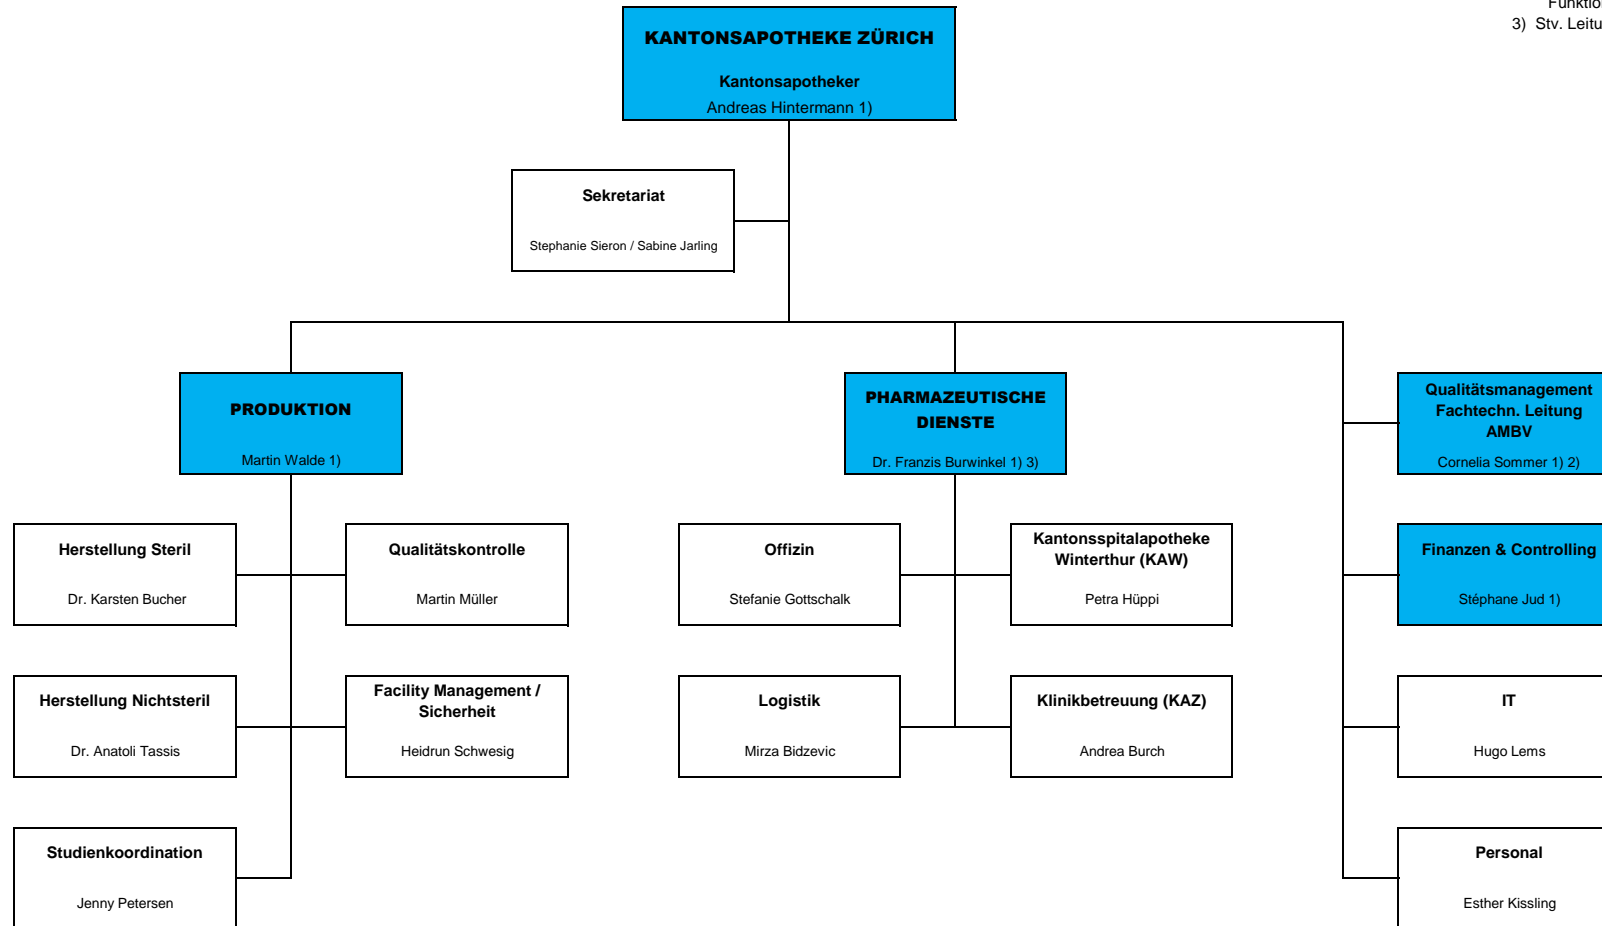 Funktion
3) Stv. Leitu
KANTONSAPOTHEKE ZÜRICH
Kantonsapotheker
Andreas Hintermann 1)
Sekretariat
Stephanie Sieron / Sabine Jarling
PRODUKTION
Martin Walde 1)
PHARMAZEUTISCHE
DIENSTE
Dr. Franzis Burwinkel 1) 3)
Qualitätsmanagement
Fachtechn. Leitung
AMBV
Cornelia Sommer 1) 2)
Herstellung Steril
Dr. Karsten Bucher
Qualitätskontrolle
Martin Müller
Offizin
Stefanie Gottschalk
Kantonsspitalapotheke
Winterthur (KAW)
Petra Hüppi
Finanzen & Controlling
Stéphane Jud 1)
Herstellung Nichtsteril
Dr. Anatoli Tassis
Facility Management /
Sicherheit
Heidrun Schwesig
Logistik
Mirza Bidzevic
Klinikbetreuung (KAZ)
Andrea Burch
IT
Hugo Lems
Studienkoordination
Jenny Petersen
Personal
Esther Kissling